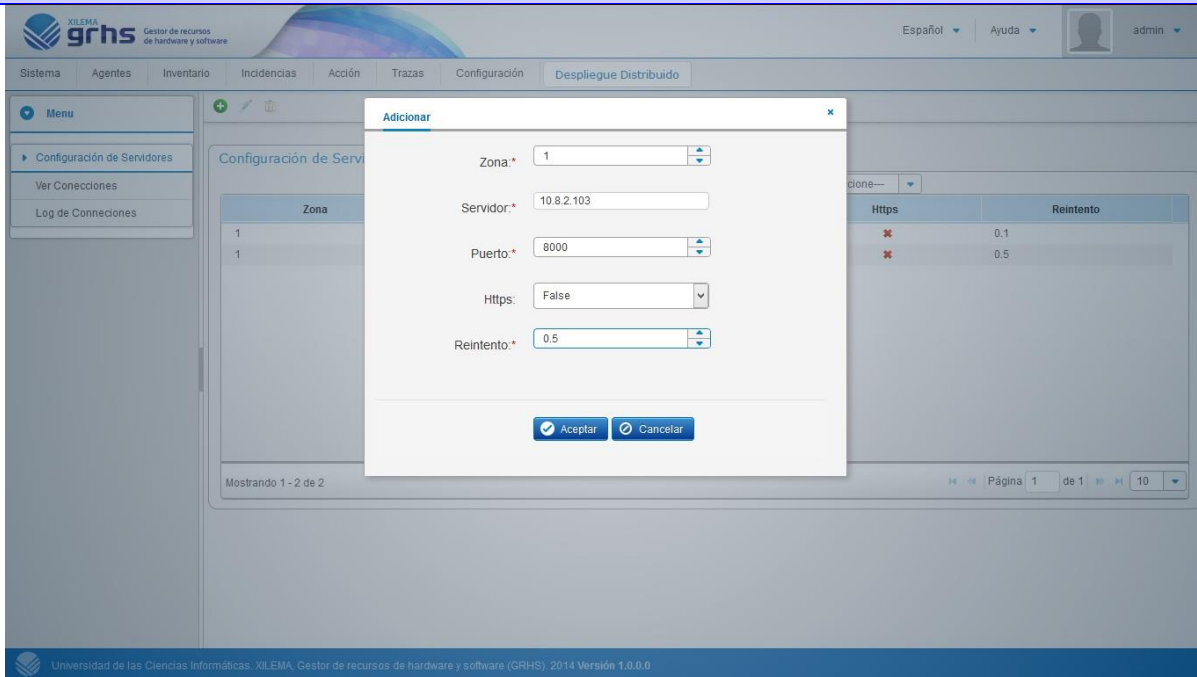 XILEMA
grhs Gestor de recursos
de hardware y software
Español
Ayuda
admin
Sistema Agentes Inventario Incidencias Acción Trazas Configuración Despliegue Distribuido
Menu
Configuración de Servidores
Ver Conecciones
Log de Conneciones
Adicionar
Zona:* 1
Servidor:* 10.8.2.103
Puerto:* 8000
Https: False
Reintento:* 0.5
Aceptar Cancelar
Configuración de Servi
cione---
Zona Https Reintento
1 0.1
1 0.5
Mostrando 1 - 2 de 2
Página 1 de 1 10
Universidad de las Ciencias Informáticas. XILEMA, Gestor de recursos de hardware y software (GRHS). 2014 Versión 1.0.0.0